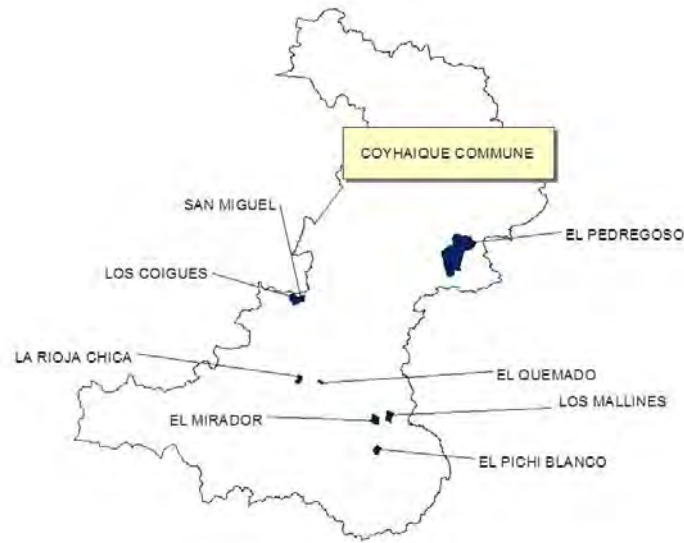 COYHAIQUE COMMUNE
SAN MIGUEL
EL PEDREGOSO
LOS COIGUES
LA RIOJA CHICA
EL QUEMADO
LOS MALLINES
EL MIRADOR
EL PICHI BLANCO